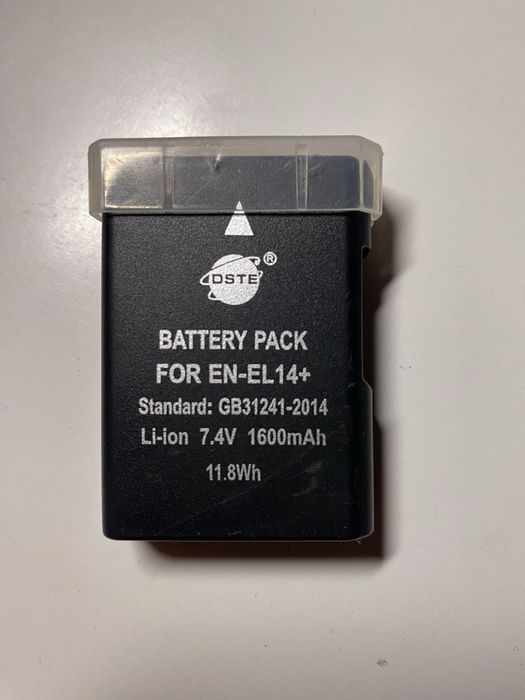 DSTE®
BATTERY PACK
FOR EN-EL14+
Standard: GB31241-2014
Li-ion 7.4V 1600mAh
11.8Wh